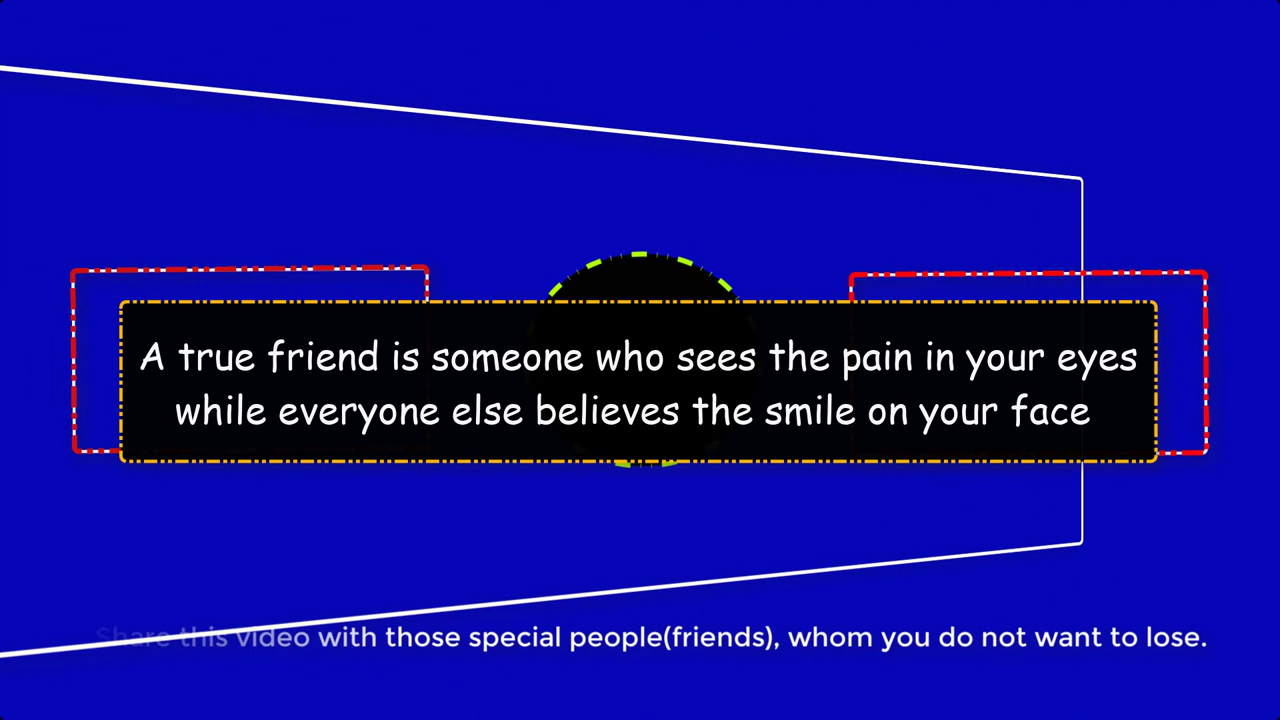 A true friend is someone who sees the pain in your eyes
while everyone else believes the smile on your face
Share this video with those special people(friends), whom you do not want to lose.